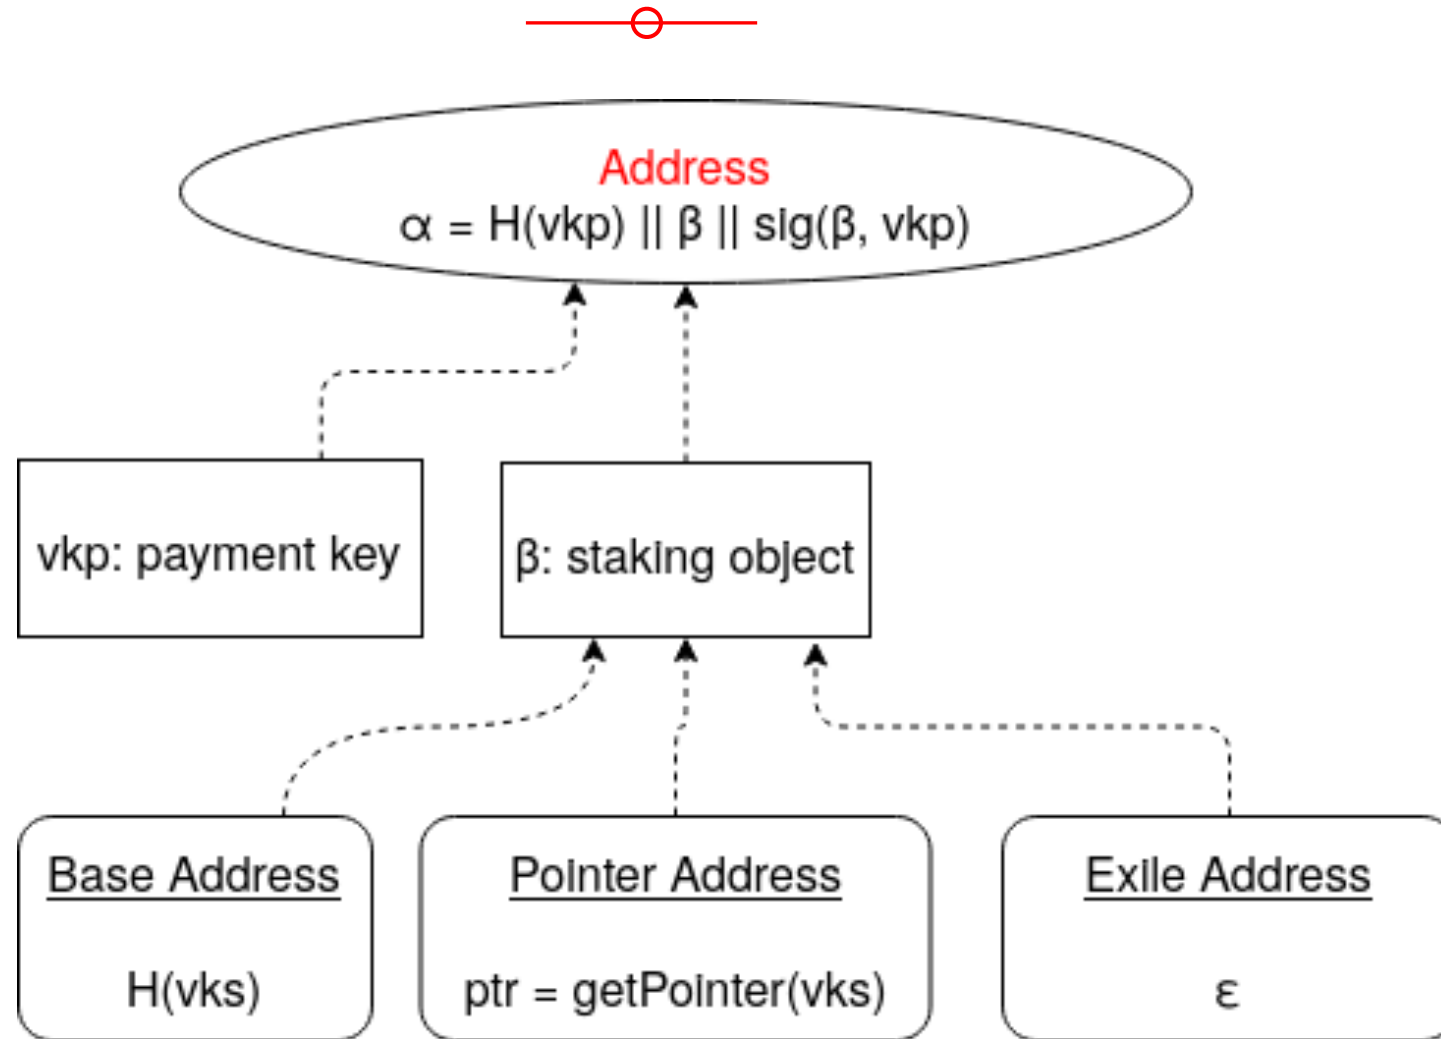 Address
α = H(vkp) || β || sig(β, vkp)
vkp: payment key
β: staking object
Base Address
H(vks)
Pointer Address
ptr = getPointer(vks)
Exile Address
ε